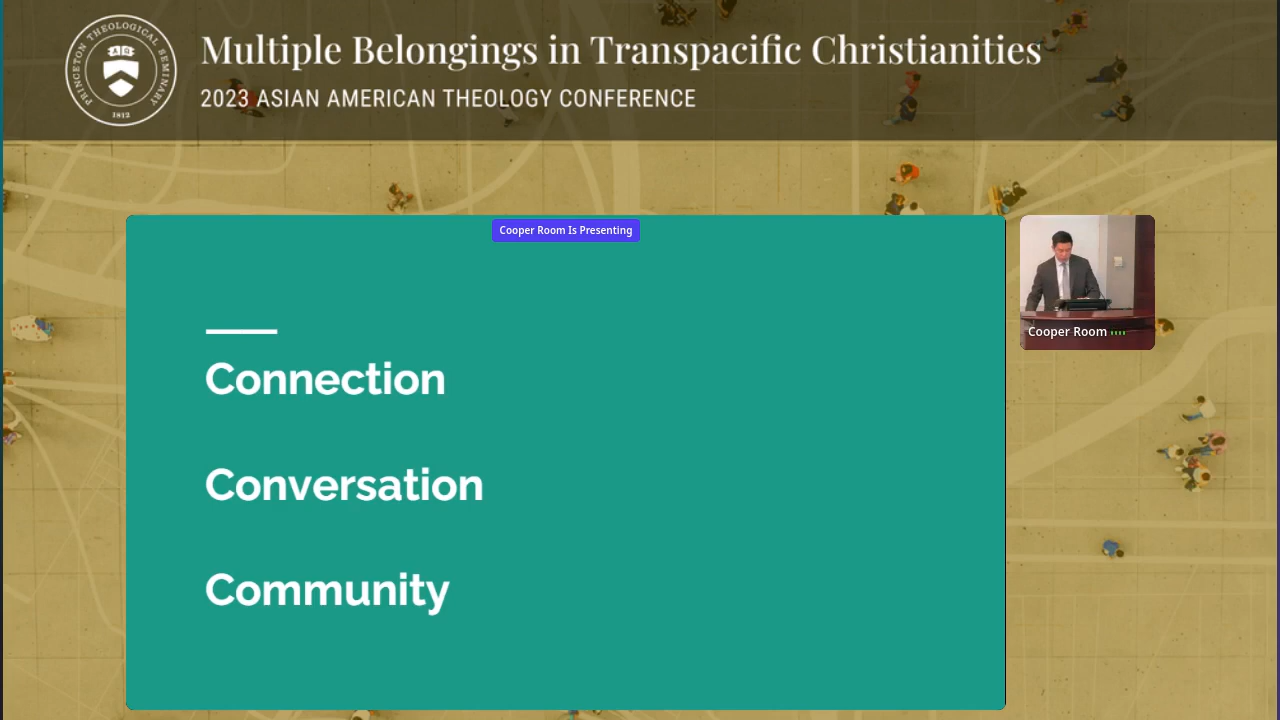 PRINCETON THEOLOGICAL SEMINARY
1812
Multiple Belongings in Transpacific Christianities
2023 ASIAN AMERICAN THEOLOGY CONFERENCE
Cooper Room Is Presenting
Connection
Conversation
Community
Cooper Room